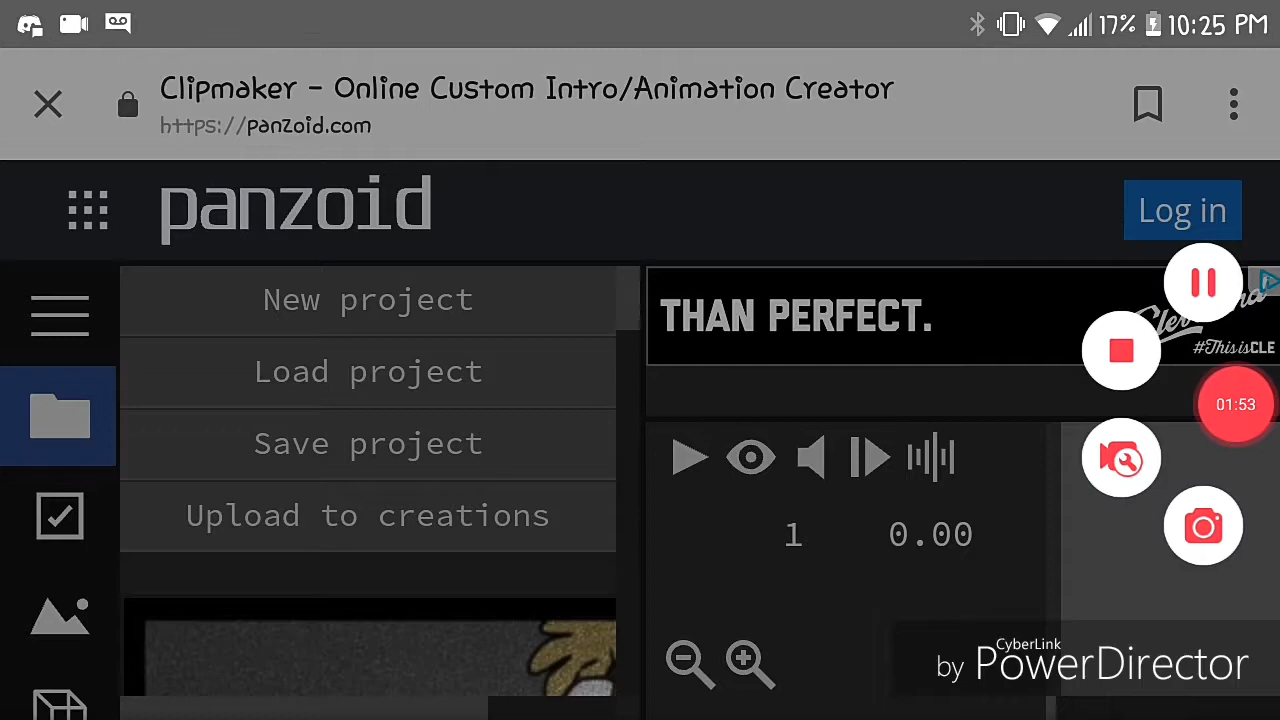 17% 10:25 PM
Clipmaker - Online Custom Intro/Animation Creator
https://panzoid.com
panzoid
Log in
New project
Load project
Save project
Upload to creations
THAN PERFECT.
Cleveland
#ThisisCLE
01:53
1 0.00
CyberLink
by PowerDirector